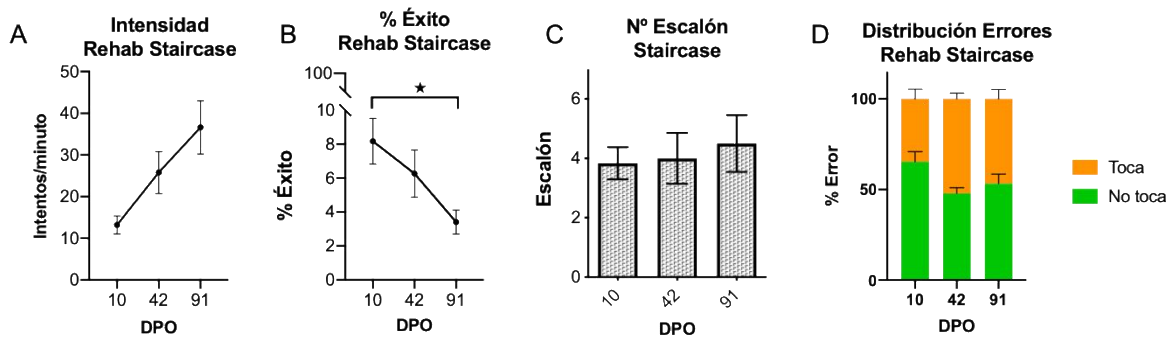 A
Intensidad
Rehab Staircase
Intentos/minuto
50
40
30
20
10
0
10 42 91
DPO
B
% Éxito
Rehab Staircase
% Éxito
100
10
8
6
4
2
0
★
10 42 91
DPO
C
Nº Escalón
Staircase
Escalón
6
4
2
0
10 42 91
DPO
D
Distribución Errores
Rehab Staircase
% Error
100
50
0
10 42 91
DPO
Toca
No toca